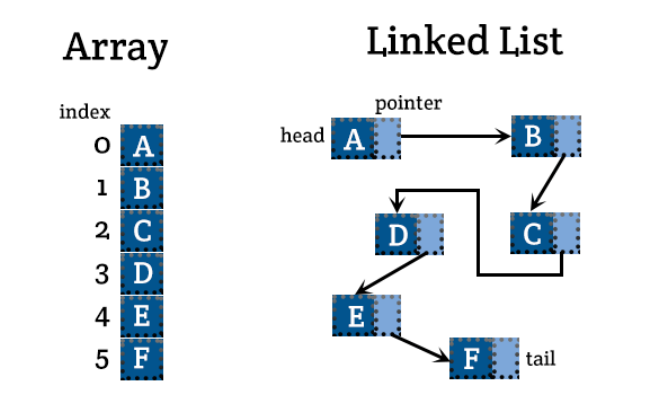 Array
index
0 A
1 B
2 C
3 D
4 E
5 F
Linked List
pointer
head A B
D C
E
F tail